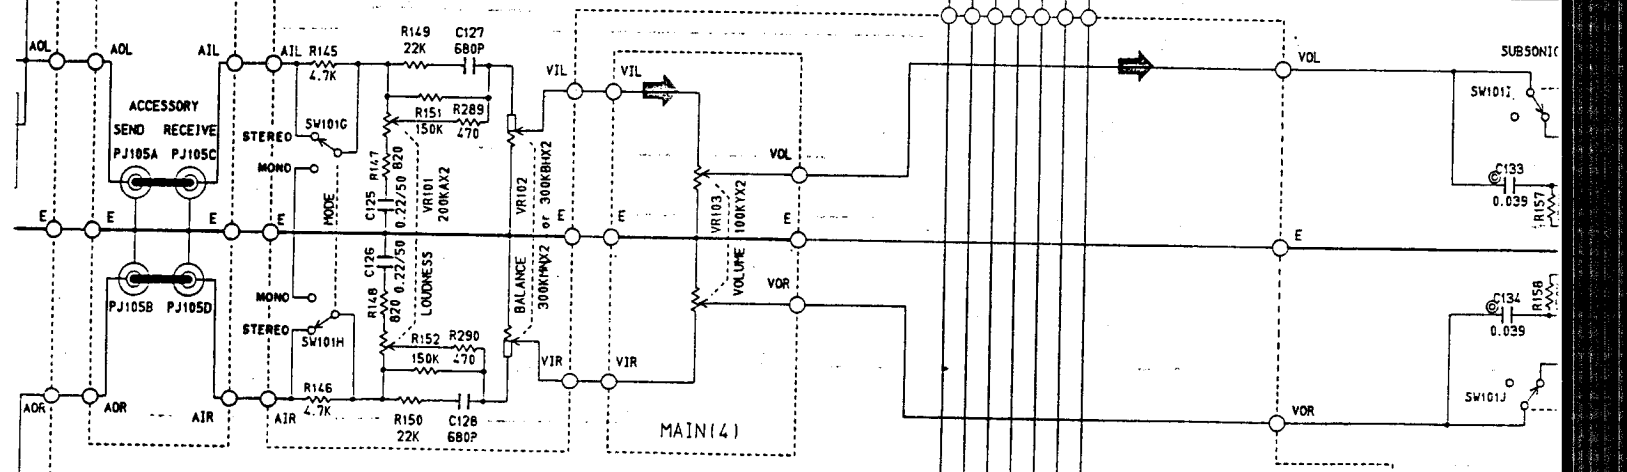 R149
22K
C127
680P
AOL
AOL
AIL
AIL
R145
4.7K
VIL
VIL
VOL
SUBSONIC
SW101I
ACCESSORY
SEND
RECEIVE
PJ105A
PJ105C
STEREO
SW101G
MONO
R151
150K
R289
470
R147
820
C125
0.22/50
VR101
200KAX2
VR102
or 300KBHX2
VOL
VR103
100KYX2
C133
0.039
R157
E
E
E
E
E
E
E
E
MODE
C126
0.22/50
R148
820
LOUDNESS
BALANCE
300KMNX2
VOLUME
VOR
PJ105B
PJ105D
MONO
STEREO
SW101H
R152
150K
R290
470
C134
0.039
R158
VIR
VIR
R146
4.7K
AOR
AOR
AIR
AIR
R150
22K
C128
680P
MAIN(4)
VOR
SW101J